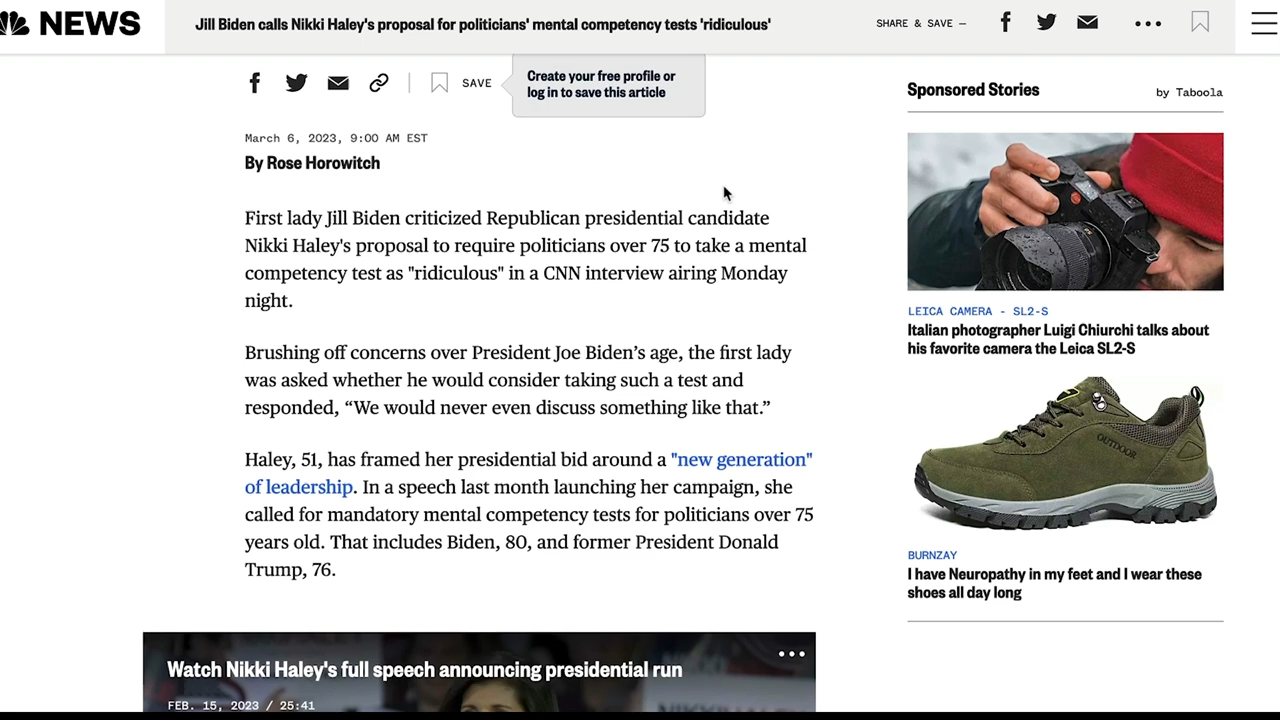 NEWS
Jill Biden calls Nikki Haley's proposal for politicians' mental competency tests 'ridiculous'
SHARE & SAVE —
SAVE
Create your free profile or
log in to save this article
March 6, 2023, 9:00 AM EST
By Rose Horowitch
First lady Jill Biden criticized Republican presidential candidate
Nikki Haley's proposal to require politicians over 75 to take a mental
competency test as "ridiculous" in a CNN interview airing Monday
night.
Brushing off concerns over President Joe Biden’s age, the first lady
was asked whether he would consider taking such a test and
responded, “We would never even discuss something like that.”
Haley, 51, has framed her presidential bid around a "new generation"
of leadership. In a speech last month launching her campaign, she
called for mandatory mental competency tests for politicians over 75
years old. That includes Biden, 80, and former President Donald
Trump, 76.
Watch Nikki Haley's full speech announcing presidential run
FEB. 15, 2023 / 25:41
Sponsored Stories
by Taboola
LEICA CAMERA - SL2-S
Italian photographer Luigi Chiurchi talks about
his favorite camera the Leica SL2-S
OUTDOOR
BURNZAY
I have Neuropathy in my feet and I wear these
shoes all day long